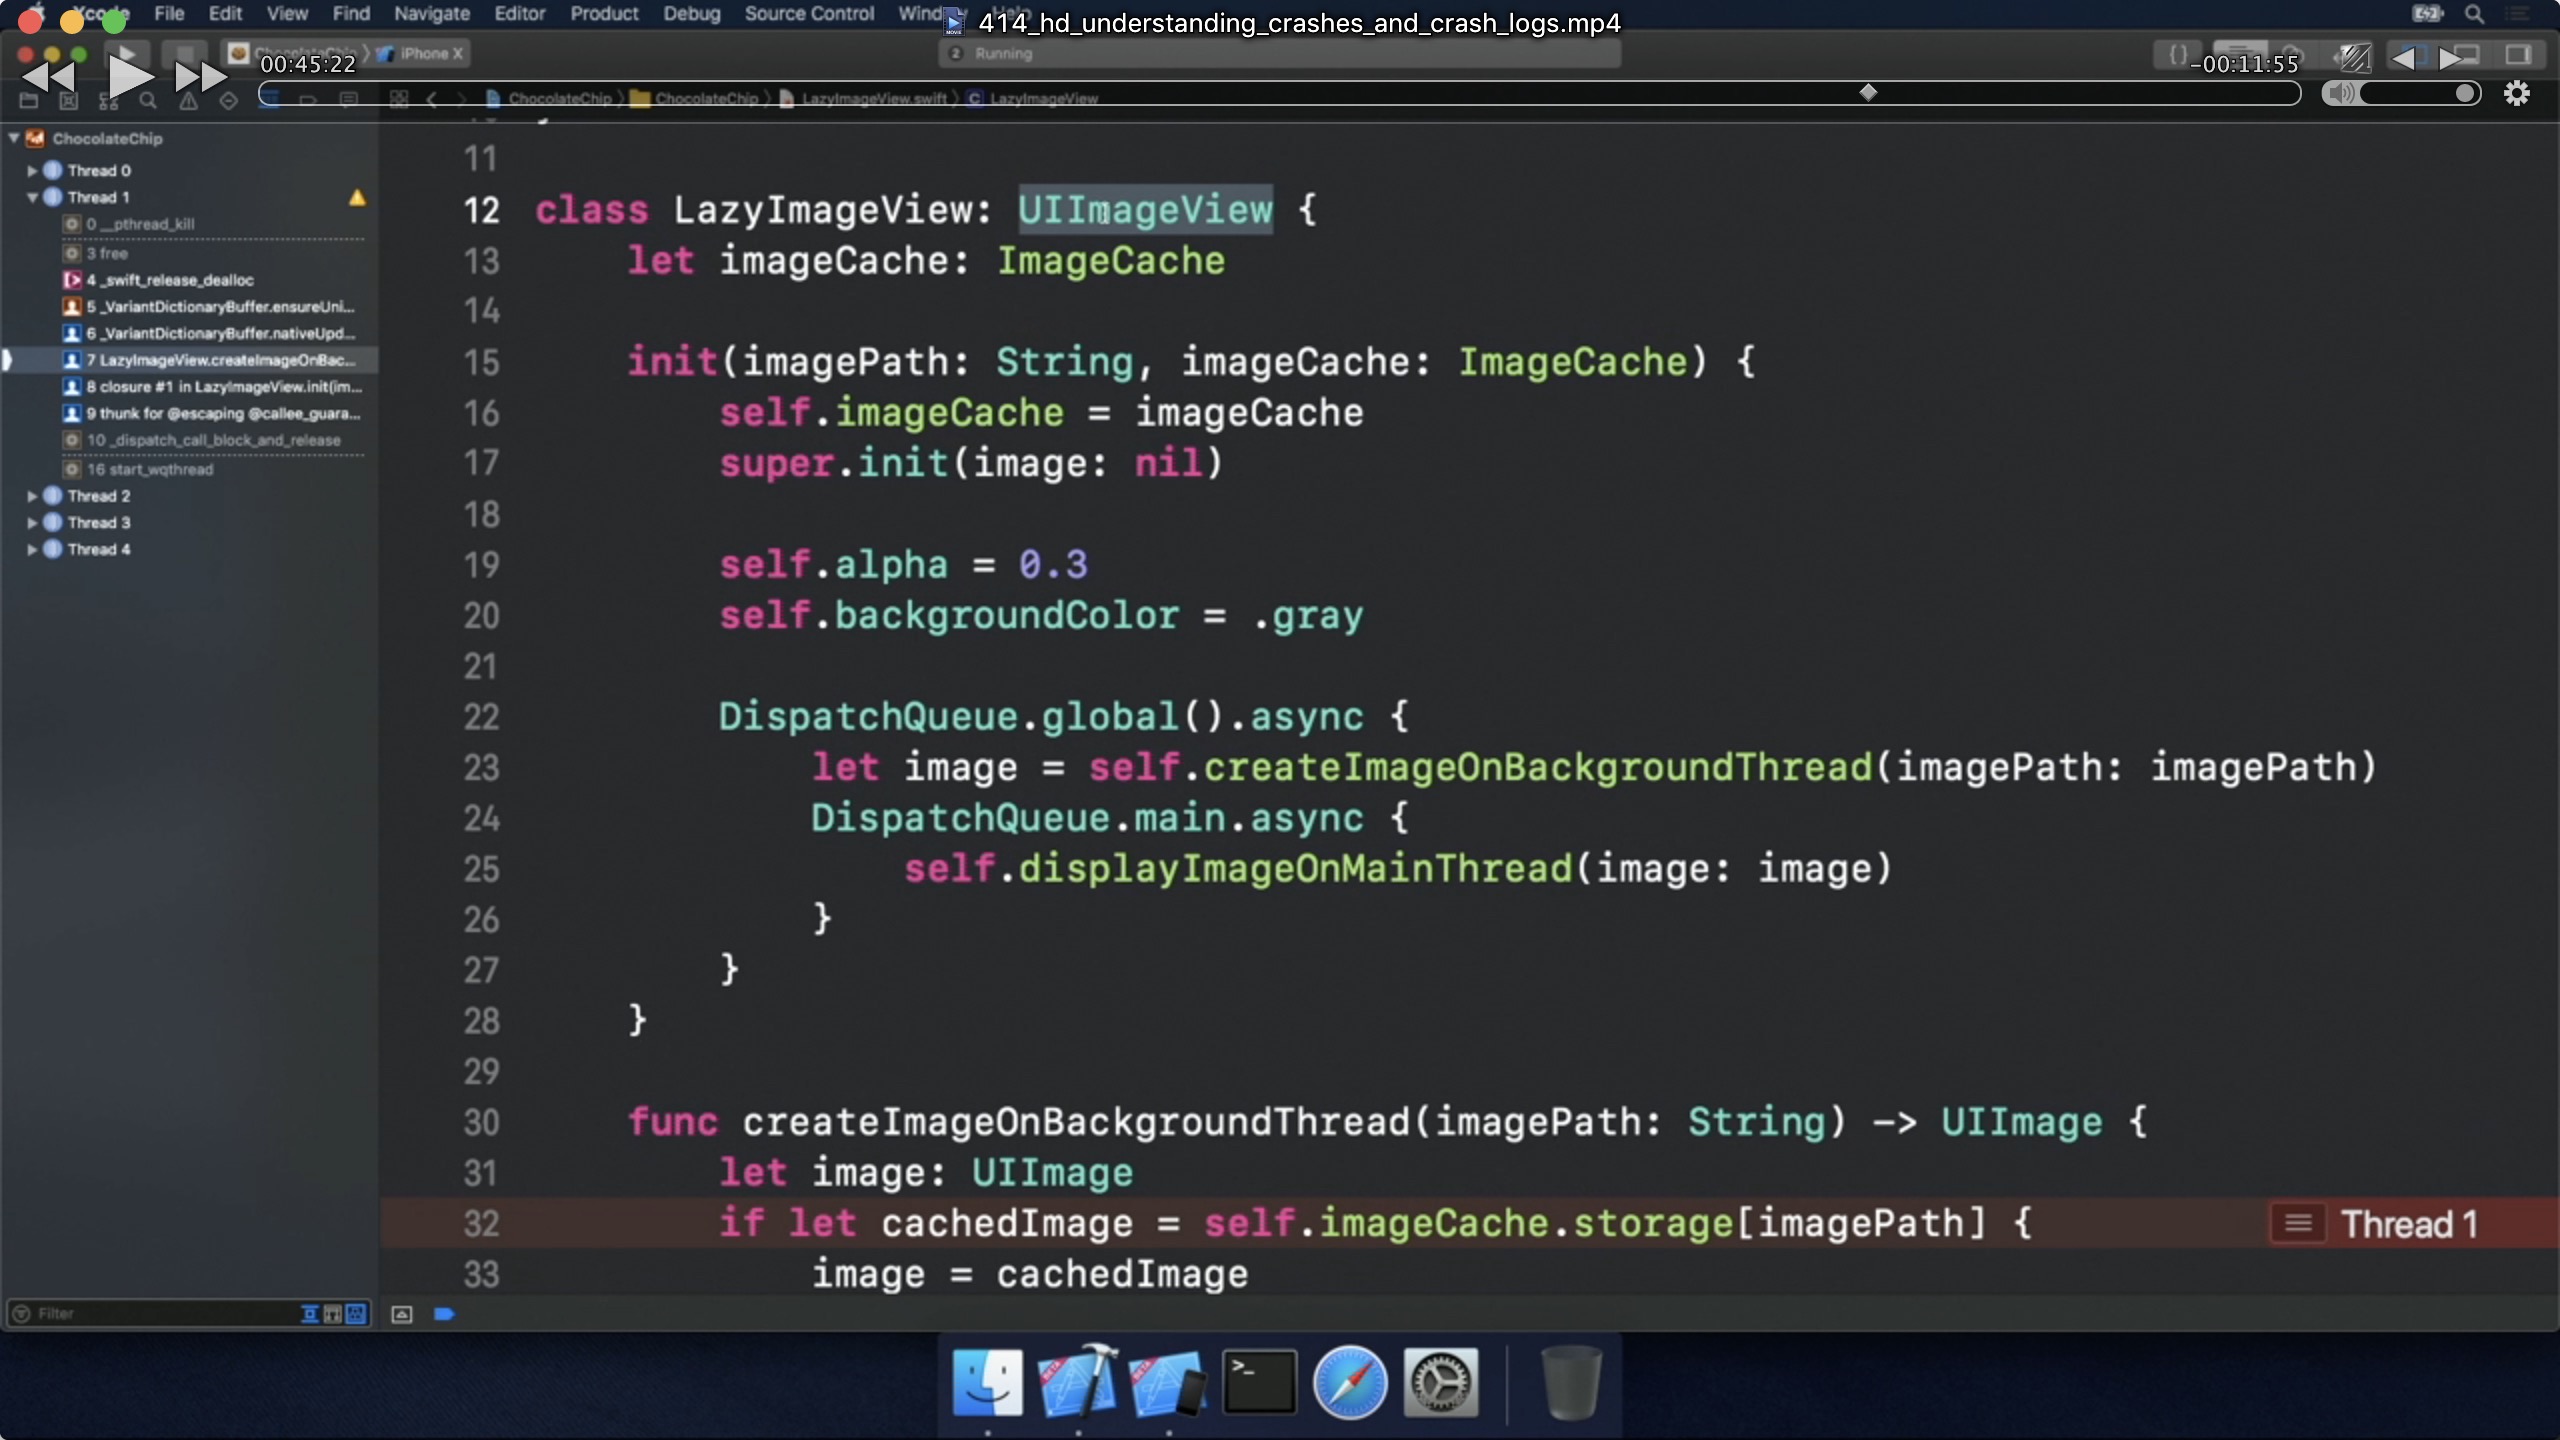 Xcode File Edit View Find Navigate Editor Product Debug Source Control Window Help
414_hd_understanding_crashes_and_crash_logs.mp4
ChocolateChip iPhone X
2 Running
00:45:22
-00:11:55
ChocolateChip ChocolateChip LazyImageView.swift C LazyImageView
ChocolateChip
Thread 0
Thread 1
0 __pthread_kill
3 free
4 _swift_release_dealloc
5 _VariantDictionaryBuffer.ensureUni...
6 _VariantDictionaryBuffer.nativeUpd...
7 LazyImageView.createImageOnBac...
8 closure #1 in LazyImageView.init(im...
9 thunk for @escaping @callee_guara...
10 _dispatch_call_block_and_release
16 start_wqthread
Thread 2
Thread 3
Thread 4
Filter
11
12 class LazyImageView: UIImageView {
13 let imageCache: ImageCache
14
15 init(imagePath: String, imageCache: ImageCache) {
16 self.imageCache = imageCache
17 super.init(image: nil)
18
19 self.alpha = 0.3
20 self.backgroundColor = .gray
21
22 DispatchQueue.global().async {
23 let image = self.createImageOnBackgroundThread(imagePath: imagePath)
24 DispatchQueue.main.async {
25 self.displayImageOnMainThread(image: image)
26 }
27 }
28 }
29
30 func createImageOnBackgroundThread(imagePath: String) -> UIImage {
31 let image: UIImage
32 if let cachedImage = self.imageCache.storage[imagePath] {
Thread 1
33 image = cachedImage